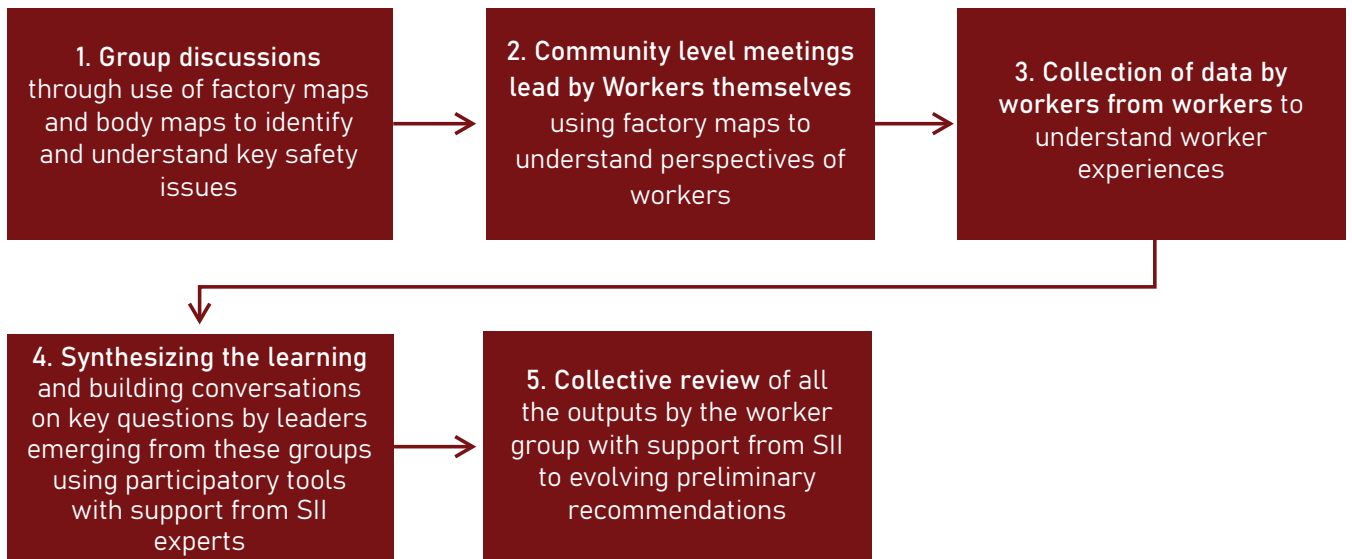 1. Group discussions
through use of factory maps
and body maps to identify
and understand key safety
issues
2. Community level meetings
lead by Workers themselves
using factory maps to
understand perspectives of
workers
3. Collection of data by
workers from workers to
understand worker
experiences
4. Synthesizing the learning
and building conversations
on key questions by leaders
emerging from these groups
using participatory tools
with support from SII
experts
5. Collective review of all
the outputs by the worker
group with support from SII
to evolving preliminary
recommendations